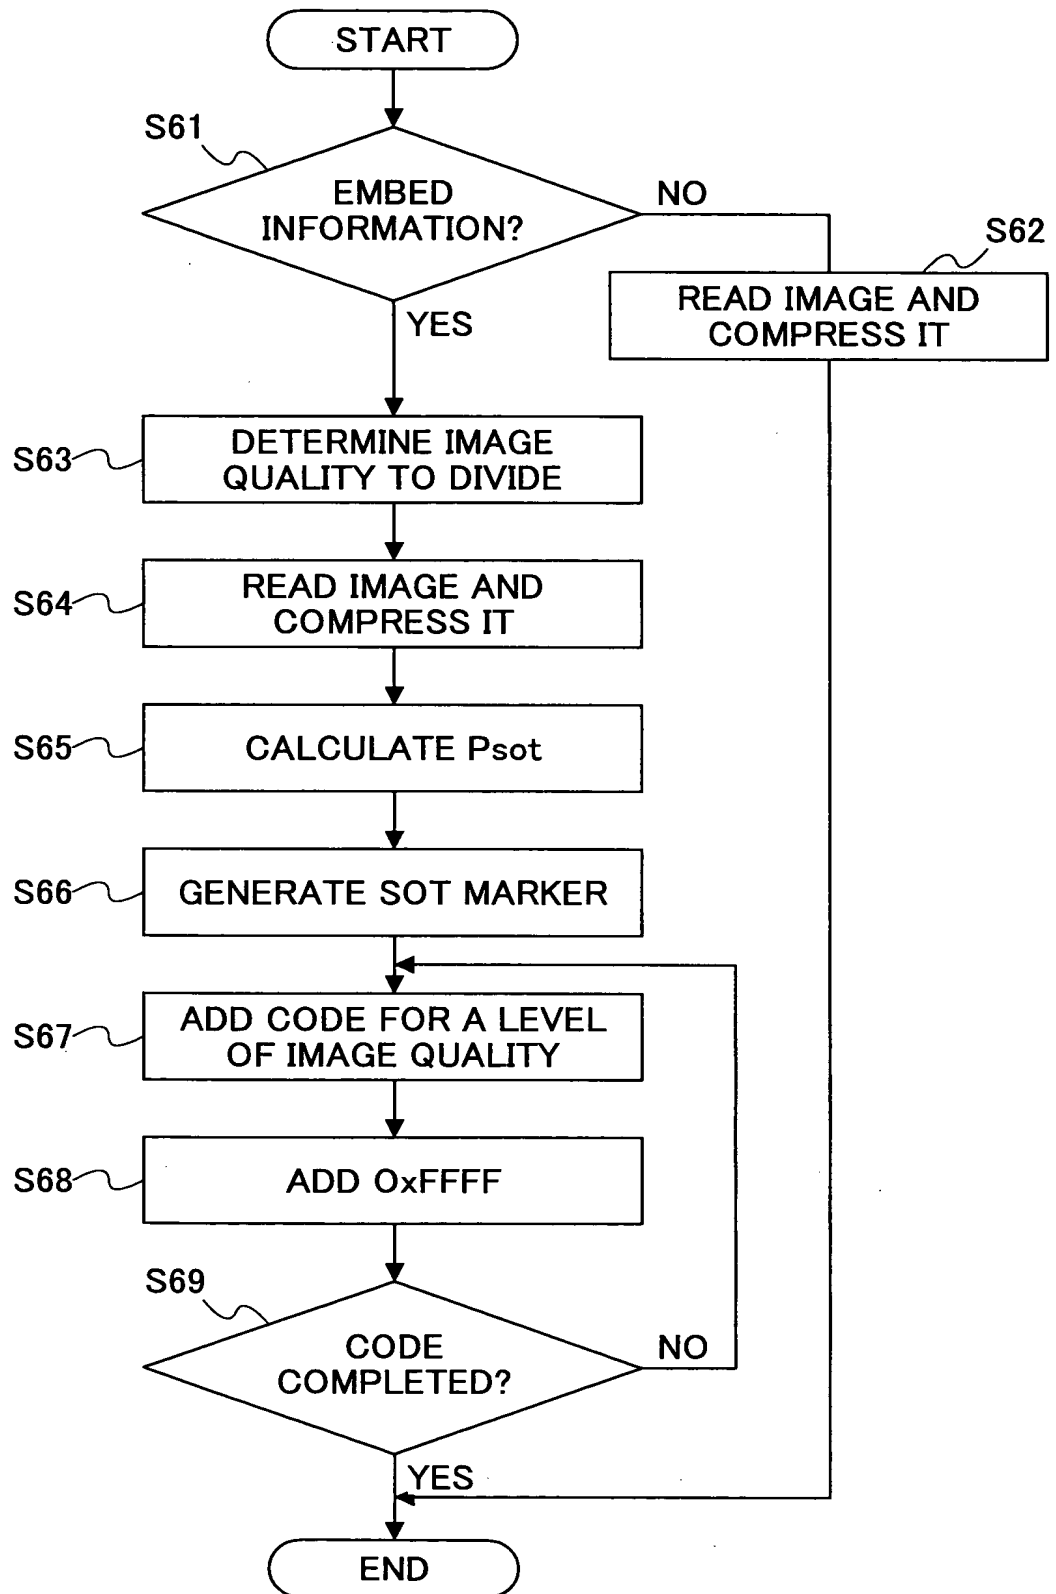 START
S61
EMBED
INFORMATION?
NO
S62
READ IMAGE AND
COMPRESS IT
YES
S63
DETERMINE IMAGE
QUALITY TO DIVIDE
S64
READ IMAGE AND
COMPRESS IT
S65
CALCULATE Psot
S66
GENERATE SOT MARKER
S67
ADD CODE FOR A LEVEL
OF IMAGE QUALITY
S68
ADD 0xFFFF
S69
CODE
COMPLETED?
NO
YES
END